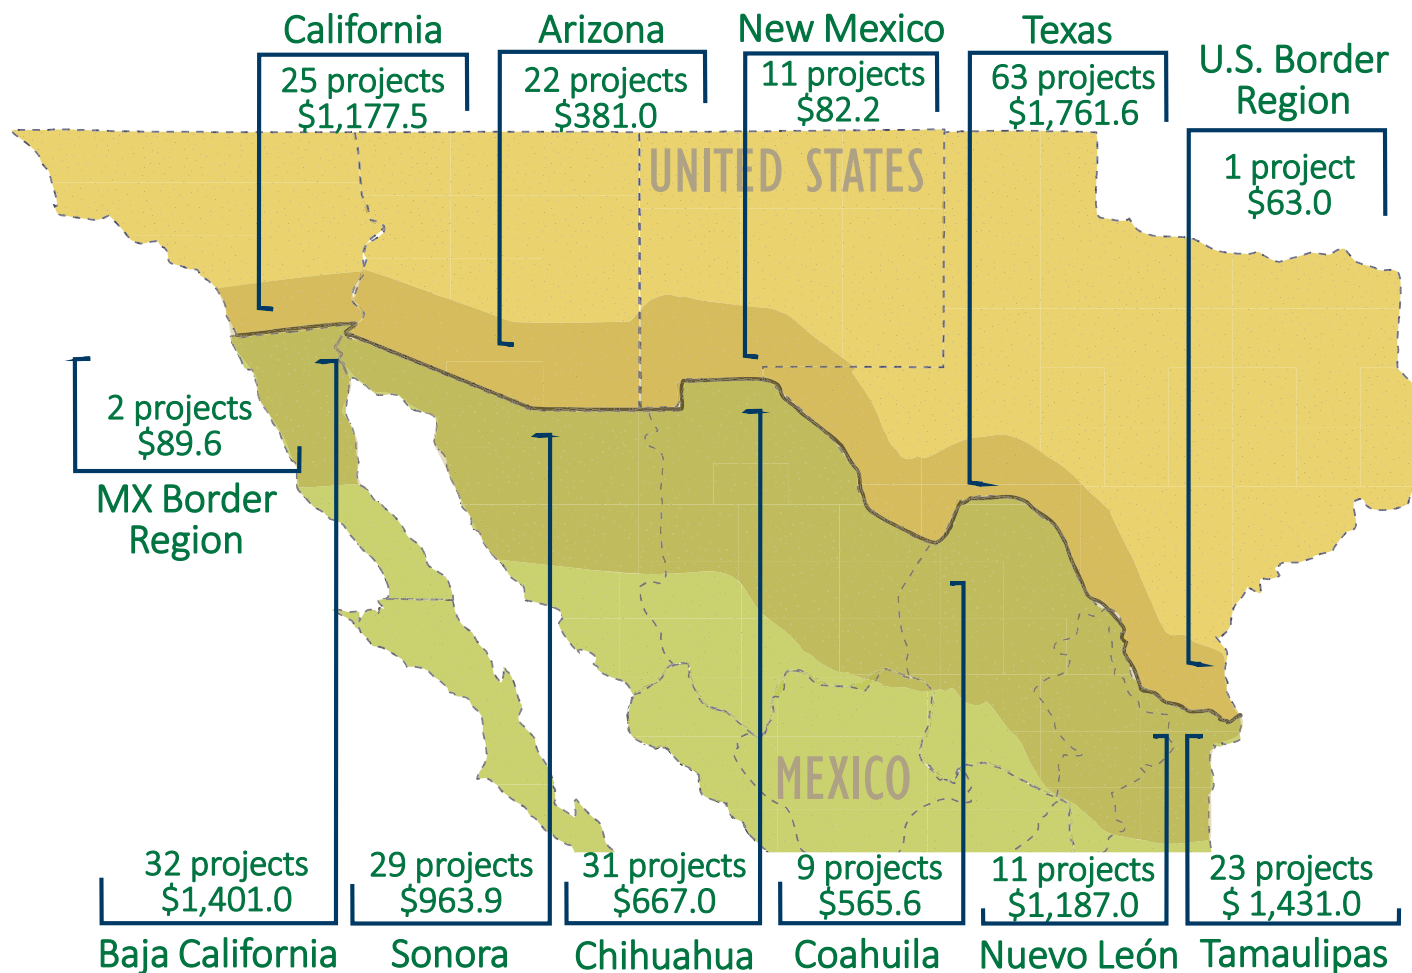 California
25 projects
$1,177.5
Arizona
22 projects
$381.0
New Mexico
11 projects
$82.2
Texas
63 projects
$1,761.6
U.S. Border
Region
1 project
$63.0
UNITED STATES
2 projects
$89.6
MX Border
Region
MEXICO
32 projects
$1,401.0
Baja California
29 projects
$963.9
Sonora
31 projects
$667.0
Chihuahua
9 projects
$565.6
Coahuila
11 projects
$1,187.0
Nuevo León
23 projects
$ 1,431.0
Tamaulipas